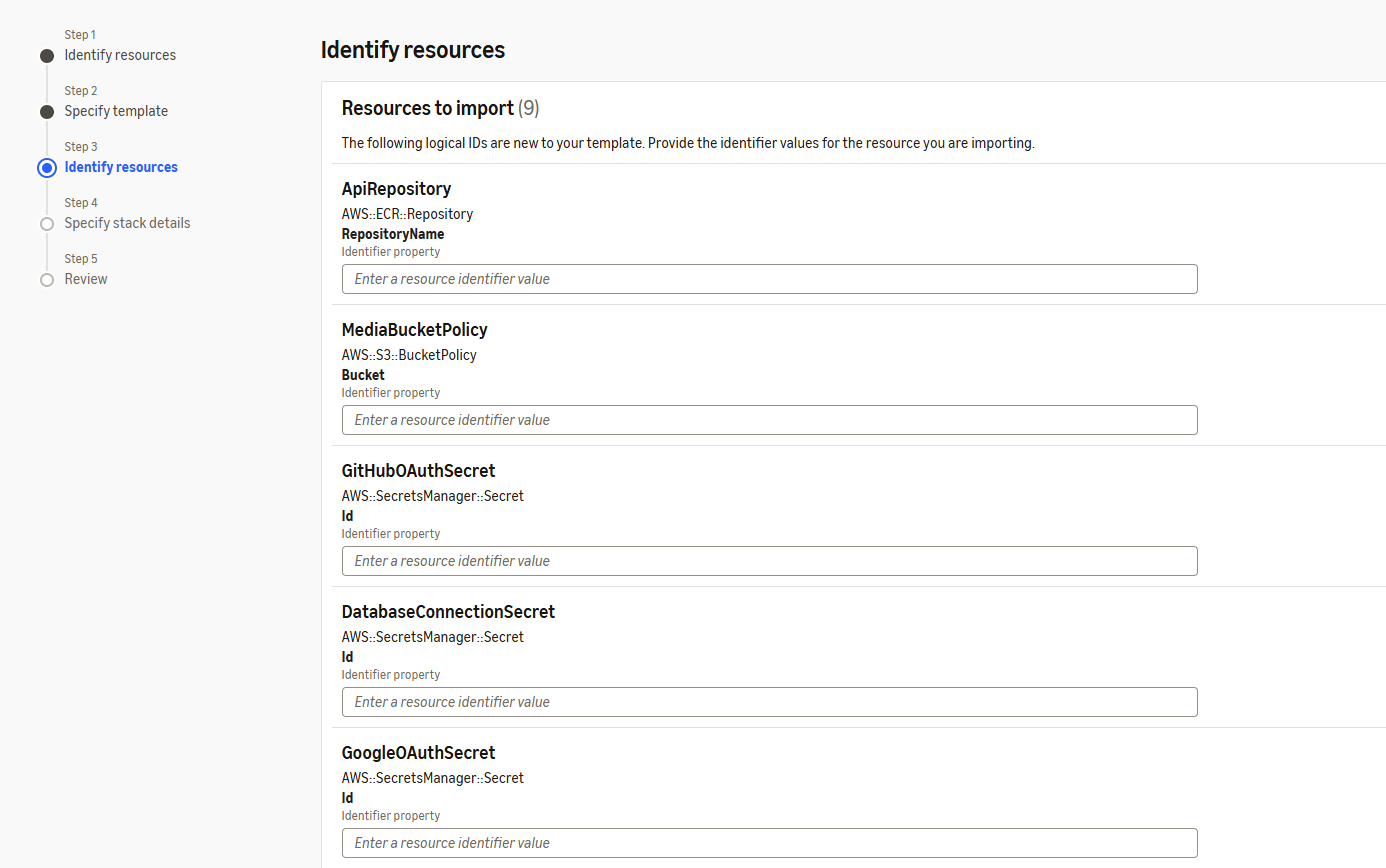 Step 1
Identify resources
Step 2
Specify template
Step 3
Identify resources
Step 4
Specify stack details
Step 5
Review
Identify resources
Resources to import (9)
The following logical IDs are new to your template. Provide the identifier values for the resource you are importing.
ApiRepository
AWS::ECR::Repository
RepositoryName
Identifier property
Enter a resource identifier value
MediaBucketPolicy
AWS::S3::BucketPolicy
Bucket
Identifier property
Enter a resource identifier value
GitHubOAuthSecret
AWS::SecretsManager::Secret
Id
Identifier property
Enter a resource identifier value
DatabaseConnectionSecret
AWS::SecretsManager::Secret
Id
Identifier property
Enter a resource identifier value
GoogleOAuthSecret
AWS::SecretsManager::Secret
Id
Identifier property
Enter a resource identifier value